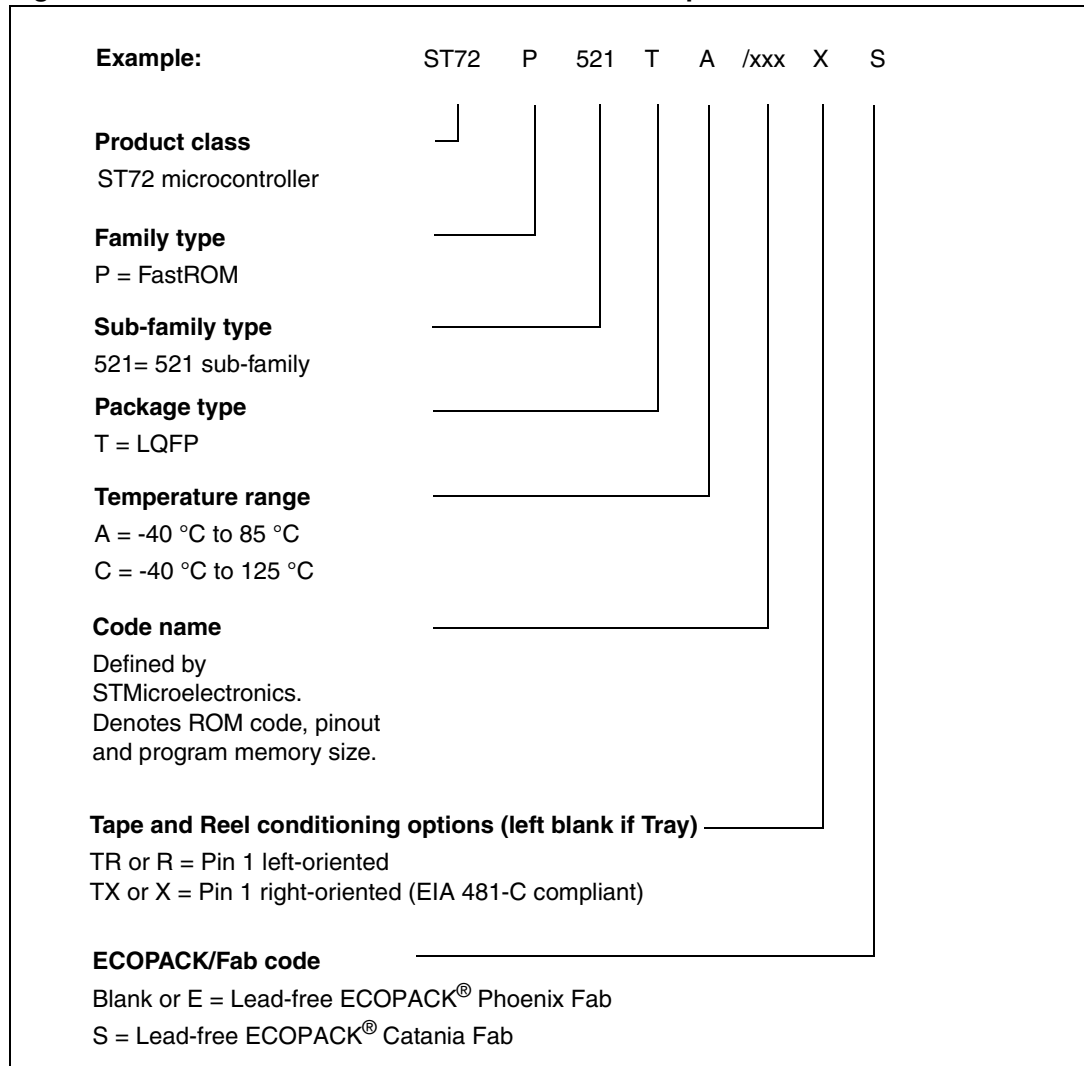 Example: ST72 P 521 T A /xxx X S
Product class
ST72 microcontroller
Family type
P = FastROM
Sub-family type
521= 521 sub-family
Package type
T = LQFP
Temperature range
A = -40 °C to 85 °C
C = -40 °C to 125 °C
Code name
Defined by
STMicroelectronics.
Denotes ROM code, pinout
and program memory size.
Tape and Reel conditioning options (left blank if Tray)
TR or R = Pin 1 left-oriented
TX or X = Pin 1 right-oriented (EIA 481-C compliant)
ECOPACK/Fab code
Blank or E = Lead-free ECOPACK® Phoenix Fab
S = Lead-free ECOPACK® Catania Fab